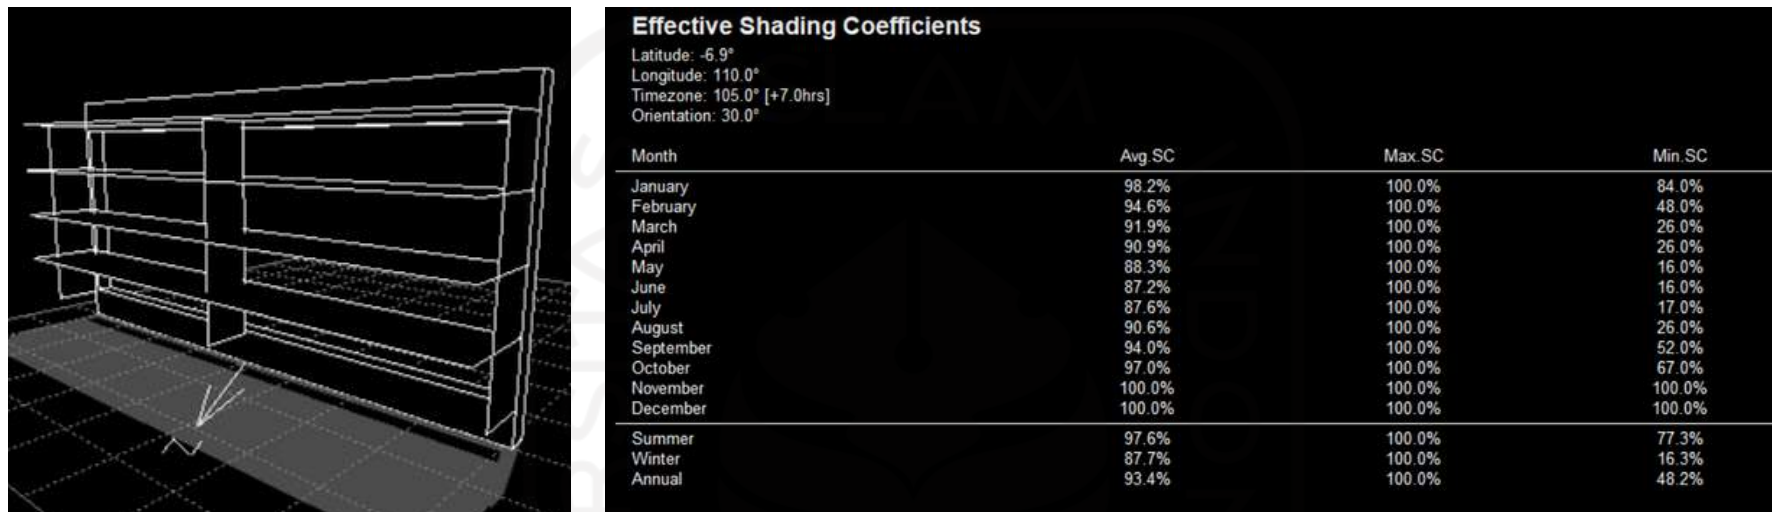 Effective Shading Coefficients
Latitude: -6.9°
Longitude: 110.0°
Timezone: 105.0° [+7.0hrs]
Orientation: 30.0°
Month Avg.SC Max.SC Min.SC
January 98.2% 100.0% 84.0%
February 94.6% 100.0% 48.0%
March 91.9% 100.0% 26.0%
April 90.9% 100.0% 26.0%
May 88.3% 100.0% 16.0%
June 87.2% 100.0% 16.0%
July 87.6% 100.0% 17.0%
August 90.6% 100.0% 26.0%
September 94.0% 100.0% 52.0%
October 97.0% 100.0% 67.0%
November 100.0% 100.0% 100.0%
December 100.0% 100.0% 100.0%
Summer 97.6% 100.0% 77.3%
Winter 87.7% 100.0% 16.3%
Annual 93.4% 100.0% 48.2%